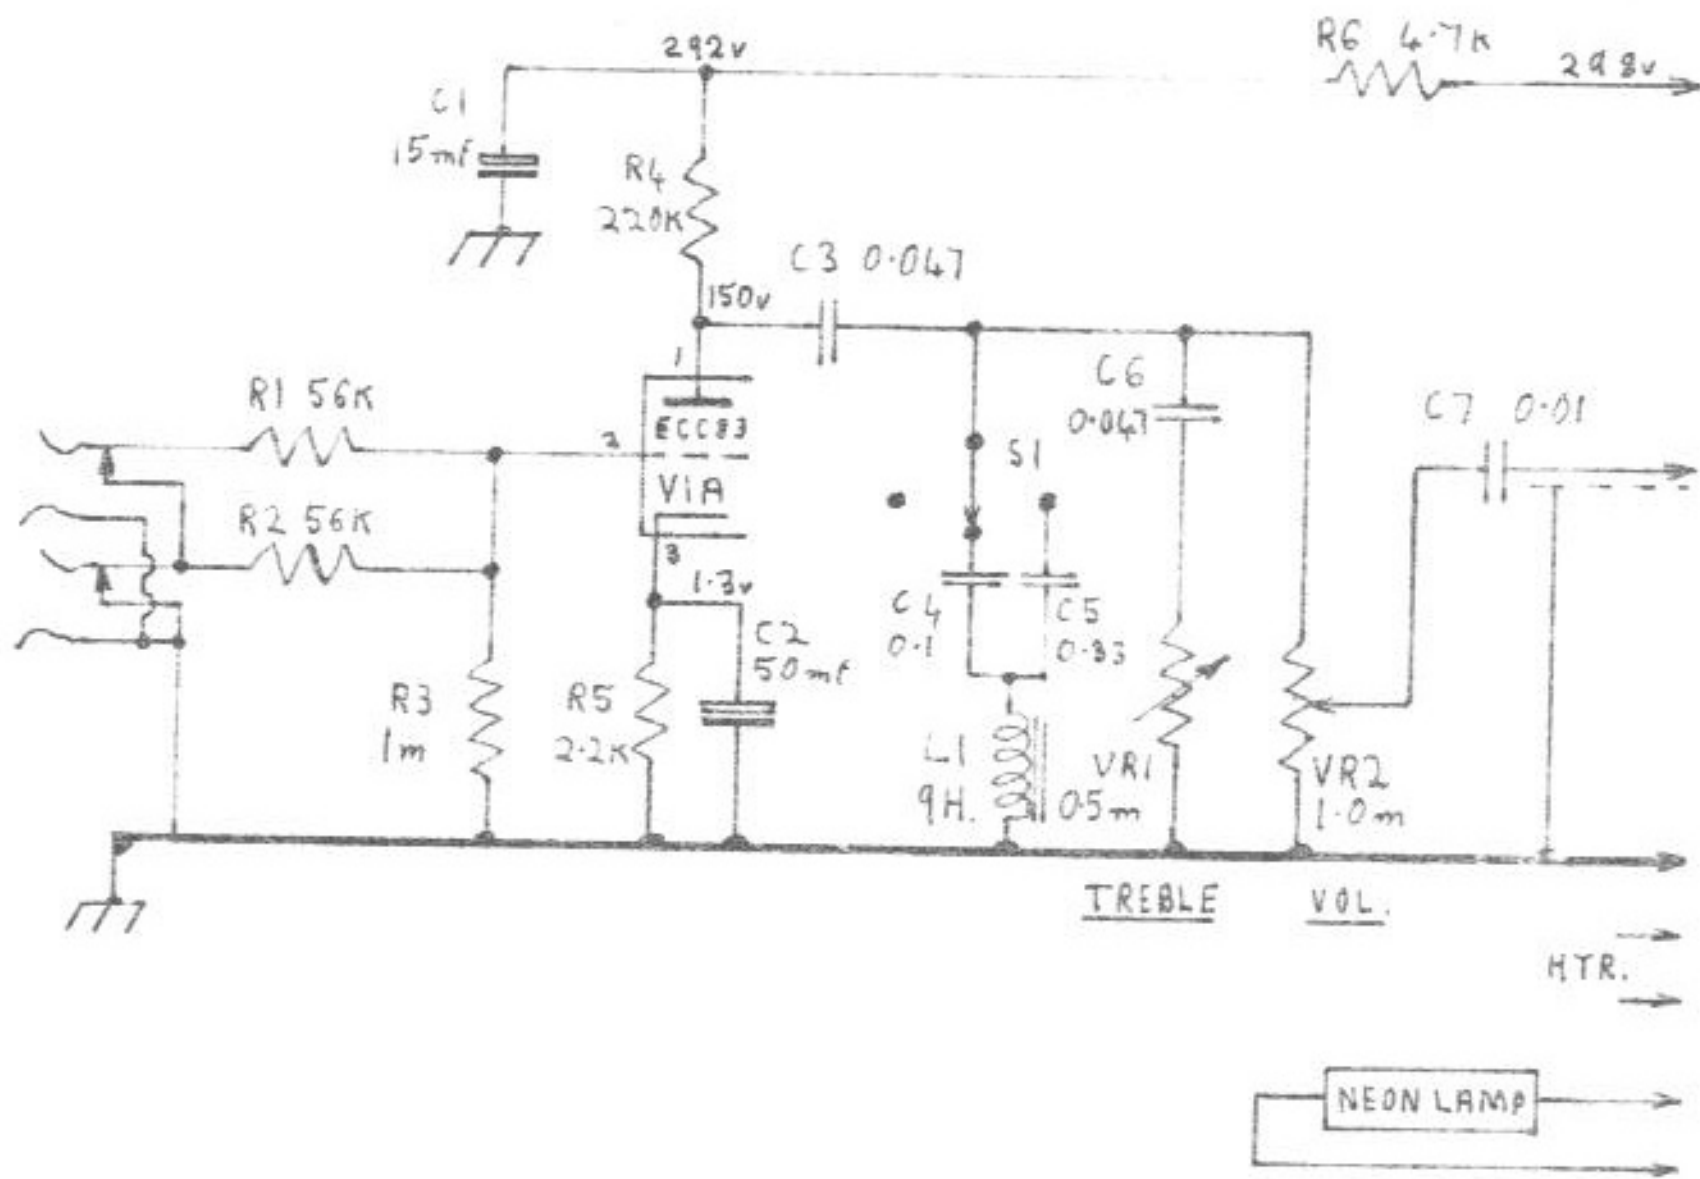 292v
R6 4.7K
298v
C1
15mf
R4
220K
C3 0.047
150v
1
R1 56K
2
ECC83
V1A
C6
0.047
S1
C7 0.01
R2 56K
3
1.3v
C2
50mf
C4
0.1
C5
0.33
R3
1m
R5
2.2K
L1
9H.
VR1
0.5m
VR2
1.0m
TREBLE
VOL.
HTR.
NEON LAMP